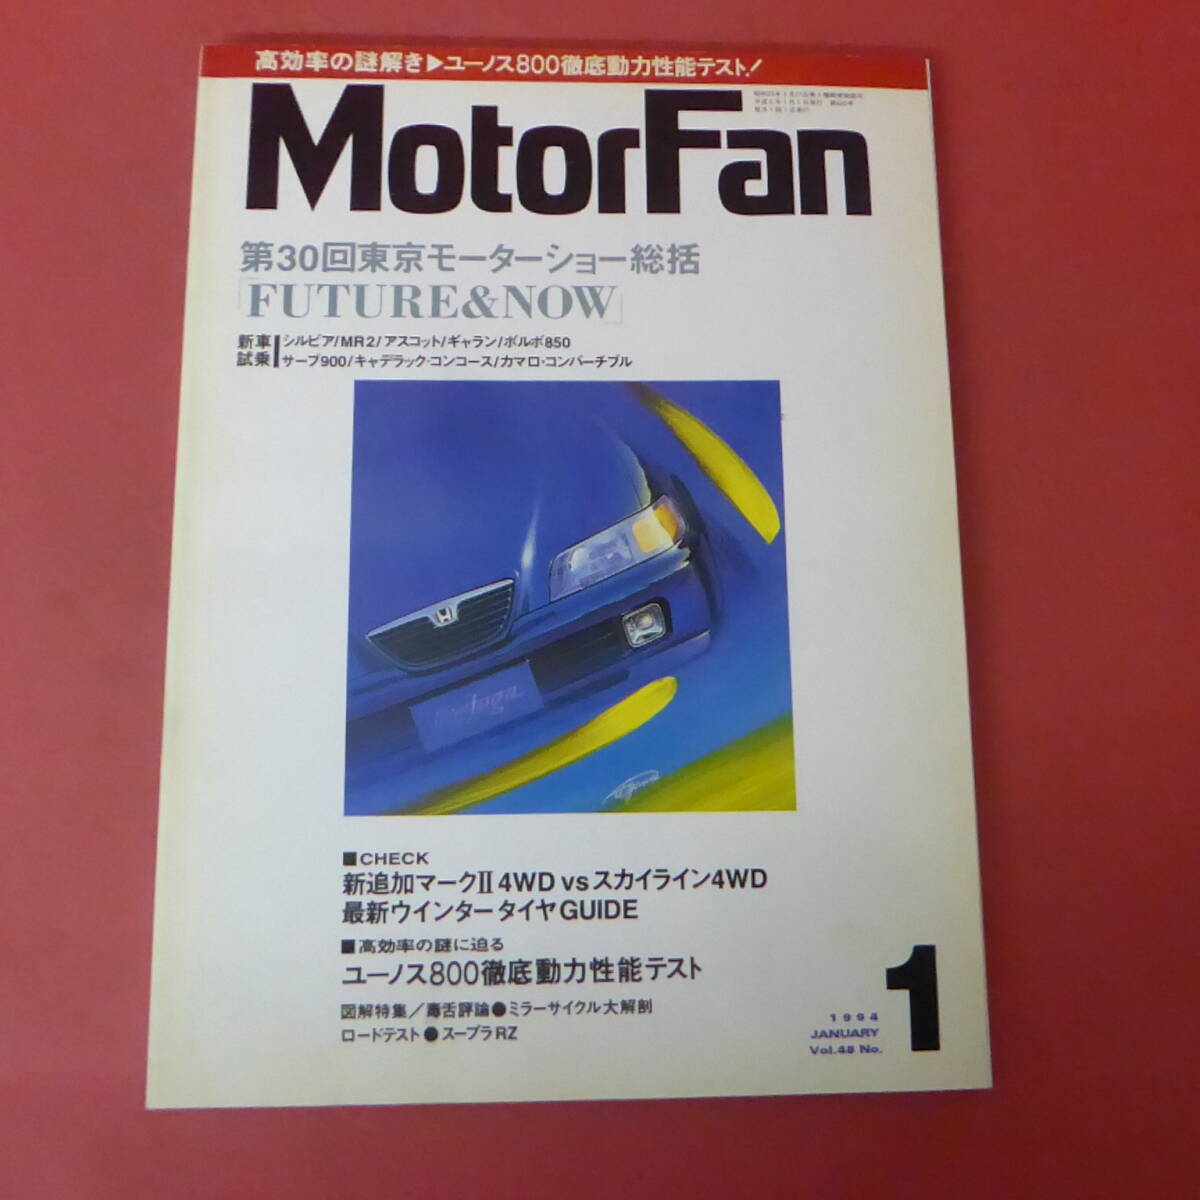 高効率の謎解き▶ユーノス800徹底動力性能テスト!
MotorFan
第30回東京モーターショー総括
「FUTURE&NOW」
新車試乗
シルビア/MR2/アスコット/ギャラン/ボルボ850
サーブ900/キャデラック・コンコース/カマロ・コンバーチブル
■CHECK
新追加マークII 4WD vsスカイライン4WD
最新ウインタータイヤGUIDE
■高効率の謎に迫る
ユーノス800徹底動力性能テスト
図解特集/毒舌評論●ミラーサイクル大解剖
ロードテスト●スープラRZ
1994
JANUARY
Vol.48 No.
1